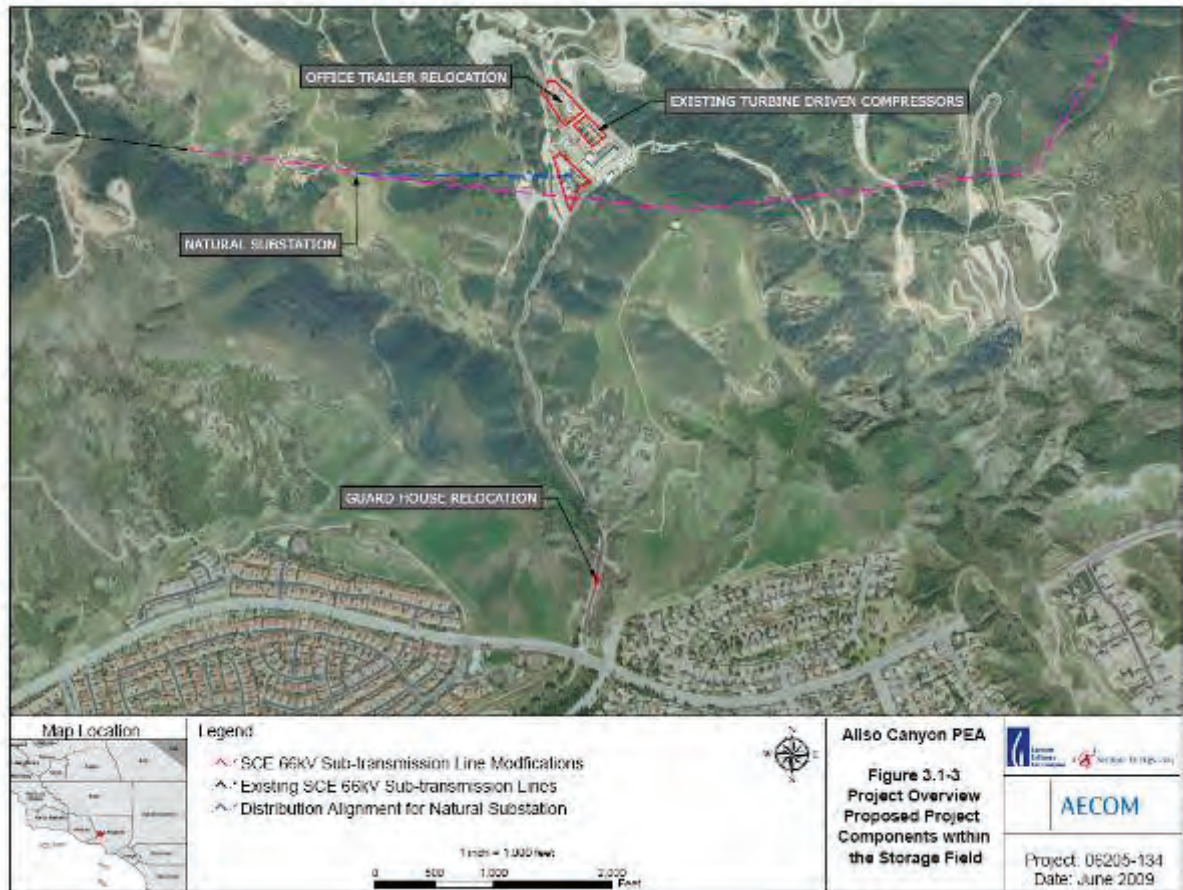 OFFICE TRAILER RELOCATION
EXISTING TURBINE DRIVEN COMPRESSORS
NATURAL SUBSTATION
GUARD HOUSE RELOCATION
Map Location
Legend
SCE 66kV Sub-transmission Line Modfications
Existing SCE 66kV Sub-transmission Lines
Distribution Alignment for Natural Substation
1 inch = 1,000 feet
0 500 1,000 2,000
Feet
Aliso Canyon PEA
Figure 3.1-3
Project Overview
Proposed Project
Components within
the Storage Field
AECOM
Project: 06205-134
Date: June 2009